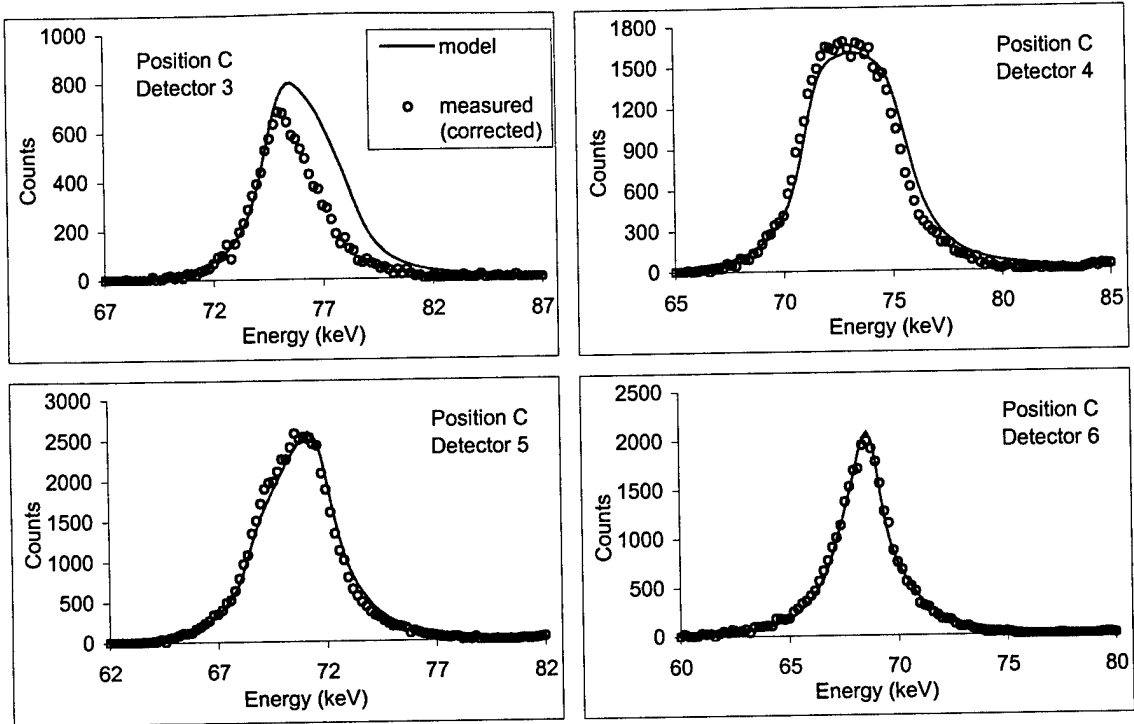 1000
800
600
400
200
0
Counts
Position C
Detector 3
model
measured
(corrected)
67 72 77 82 87
Energy (keV)
1800
1500
1200
900
600
300
0
Counts
Position C
Detector 4
65 70 75 80 85
Energy (keV)
3000
2500
2000
1500
1000
500
0
Counts
Position C
Detector 5
62 67 72 77 82
Energy (keV)
2500
2000
1500
1000
500
0
Counts
Position C
Detector 6
60 65 70 75 80
Energy (keV)